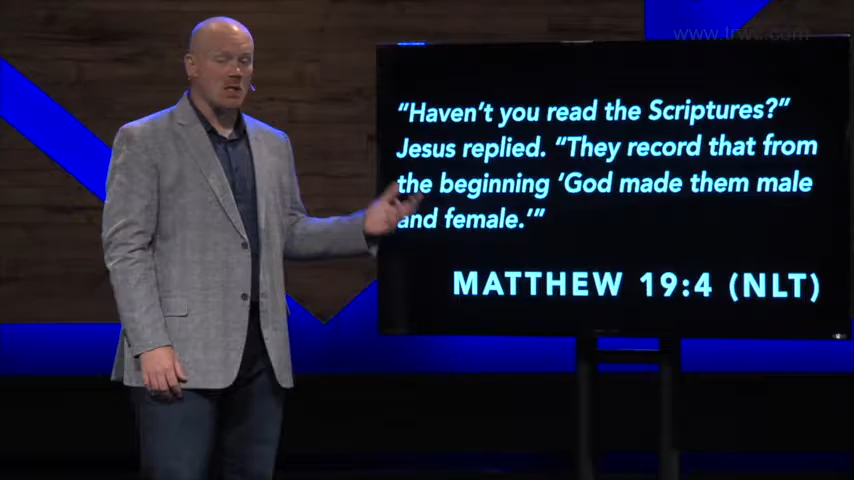 “Haven’t you read the Scriptures?”
Jesus replied. “They record that from
the beginning ‘God made them male
and female.’”
MATTHEW 19:4 (NLT)